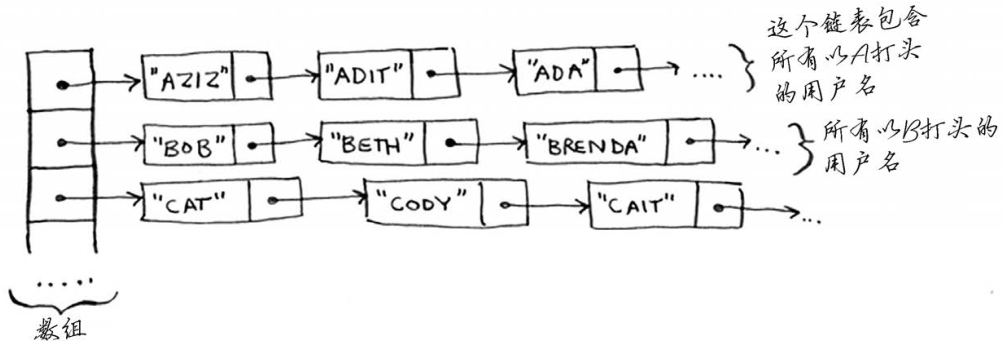 "AZIZ" "ADIT" "ADA" ....
这个链表包含
所有以A打头
的用户名
"BOB" "BETH" "BRENDA" ...
所有以B打头的
用户名
"CAT" "CODY" "CAIT" ...
.....
数组